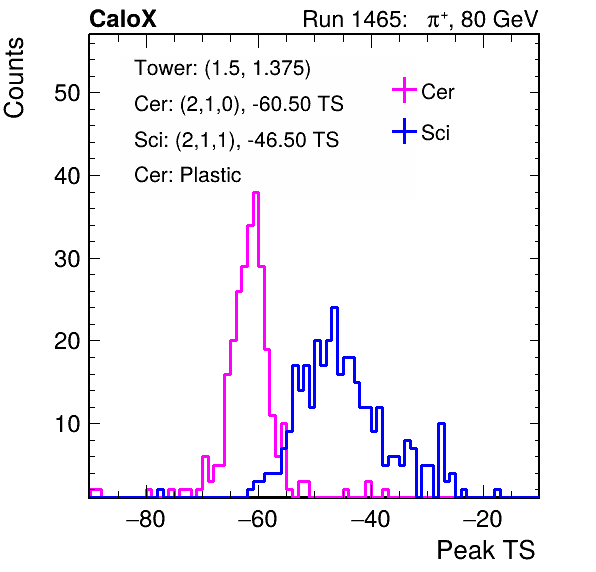 CaloX Run 1465: π⁺, 80 GeV
Counts
Tower: (1.5, 1.375)
Cer: (2,1,0), -60.50 TS
Sci: (2,1,1), -46.50 TS
Cer: Plastic
Cer
Sci
50
40
30
20
10
−80 −60 −40 −20
Peak TS